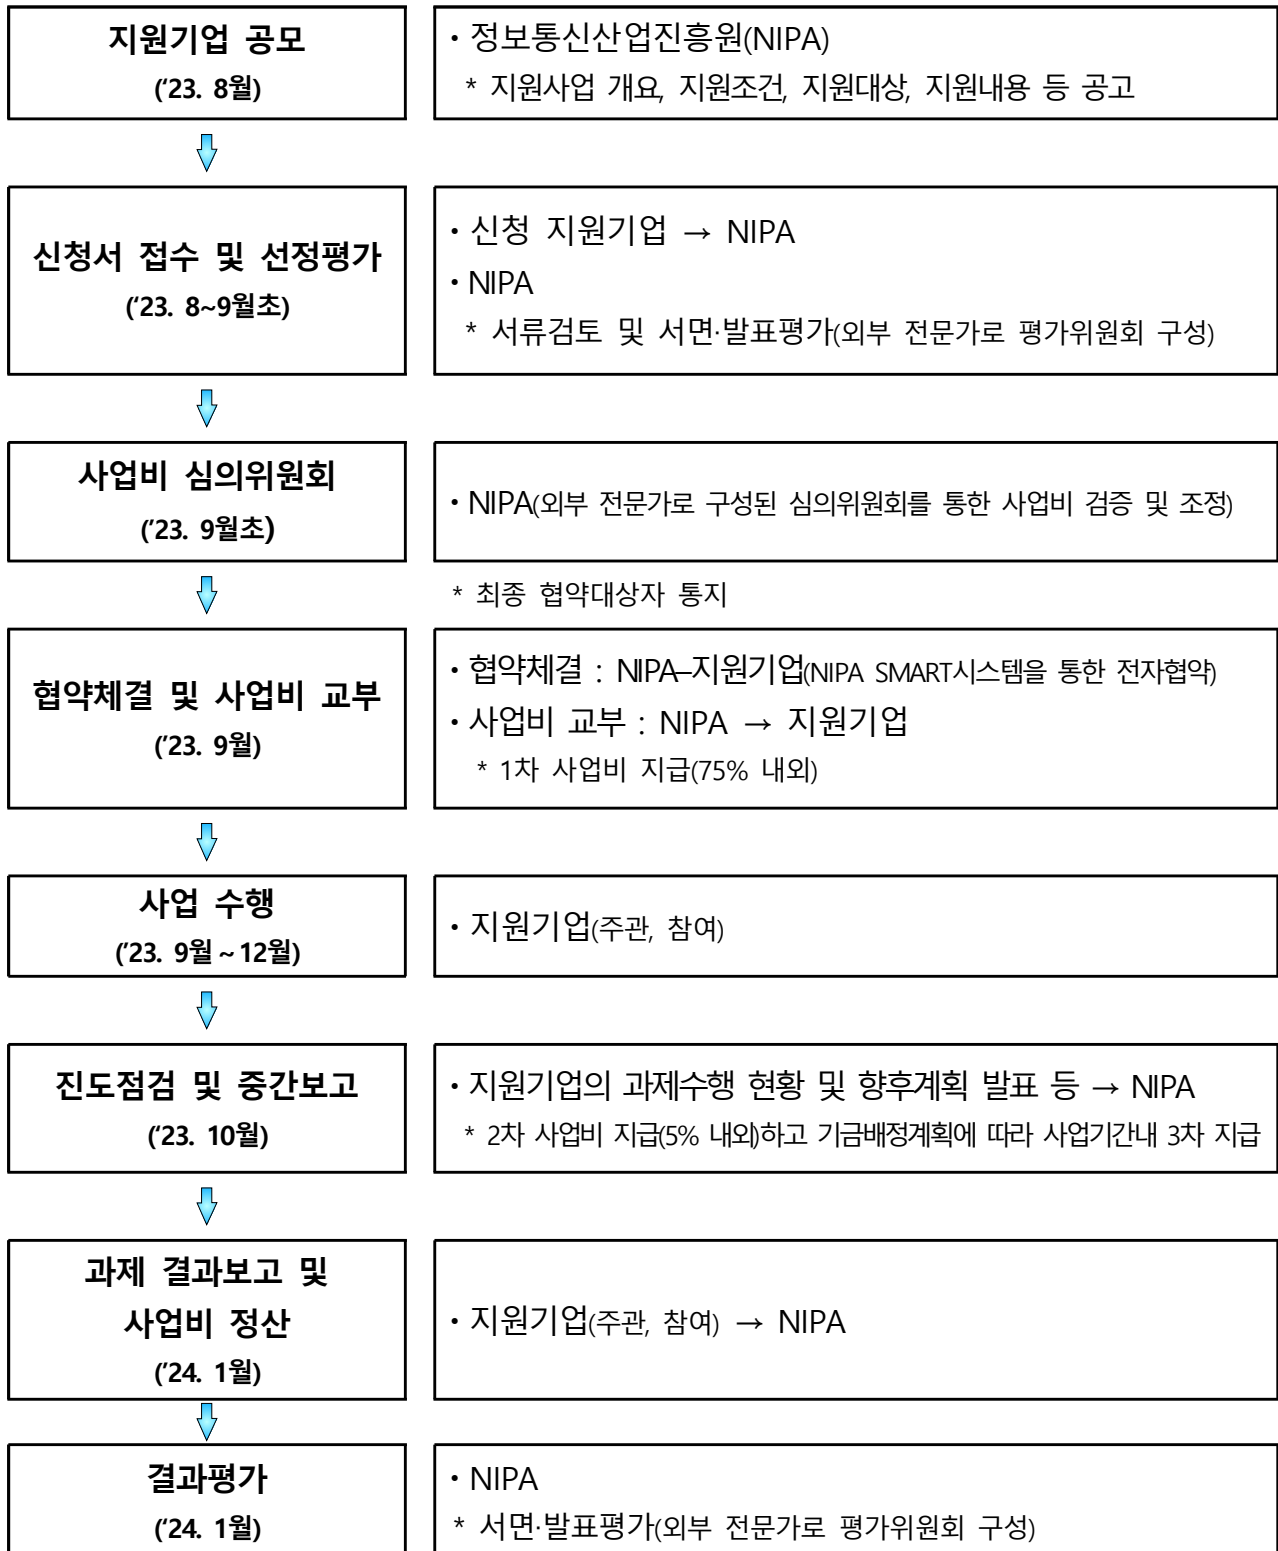 지원기업 공모
(‘23. 8월)
• 정보통신산업진흥원(NIPA)
* 지원사업 개요, 지원조건, 지원대상, 지원내용 등 공고
신청서 접수 및 선정평가
(‘23. 8~9월초)
• 신청 지원기업 → NIPA
• NIPA
* 서류검토 및 서면·발표평가(외부 전문가로 평가위원회 구성)
사업비 심의위원회
(’23. 9월초)
• NIPA(외부 전문가로 구성된 심의위원회를 통한 사업비 검증 및 조정)
* 최종 협약대상자 통지
협약체결 및 사업비 교부
(’23. 9월)
• 협약체결 : NIPA–지원기업(NIPA SMART시스템을 통한 전자협약)
• 사업비 교부 : NIPA → 지원기업
* 1차 사업비 지급(75% 내외)
사업 수행
(’23. 9월 ~ 12월)
• 지원기업(주관, 참여)
진도점검 및 중간보고
(’23. 10월)
• 지원기업의 과제수행 현황 및 향후계획 발표 등 → NIPA
* 2차 사업비 지급(5% 내외)하고 기금배정계획에 따라 사업기간내 3차 지급
과제 결과보고 및
사업비 정산
(’24. 1월)
• 지원기업(주관, 참여) → NIPA
결과평가
(‘24. 1월)
• NIPA
* 서면·발표평가(외부 전문가로 평가위원회 구성)